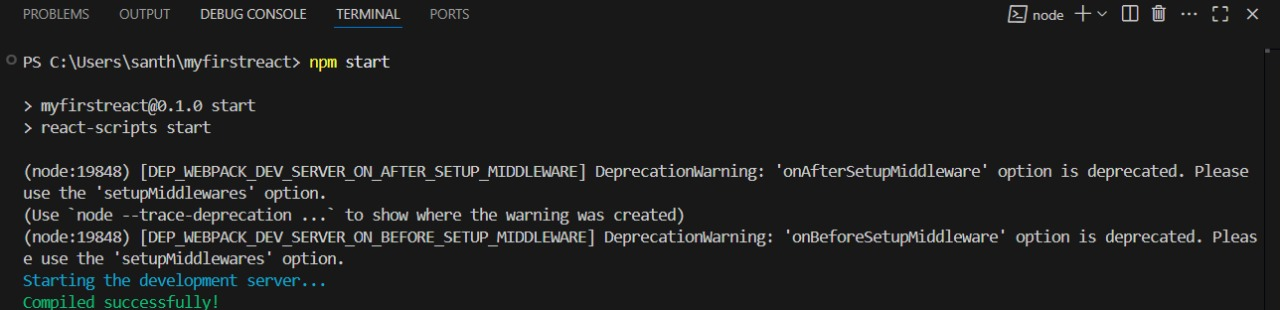 PROBLEMS OUTPUT DEBUG CONSOLE TERMINAL PORTS node
PS C:\Users\santh\myfirstreact> npm start
> myfirstreact@0.1.0 start
> react-scripts start
(node:19848) [DEP_WEBPACK_DEV_SERVER_ON_AFTER_SETUP_MIDDLEWARE] DeprecationWarning: 'onAfterSetupMiddleware' option is deprecated. Please
use the 'setupMiddlewares' option.
(Use `node --trace-deprecation ...` to show where the warning was created)
(node:19848) [DEP_WEBPACK_DEV_SERVER_ON_BEFORE_SETUP_MIDDLEWARE] DeprecationWarning: 'onBeforeSetupMiddleware' option is deprecated. Pleas
e use the 'setupMiddlewares' option.
Starting the development server...
Compiled successfully!